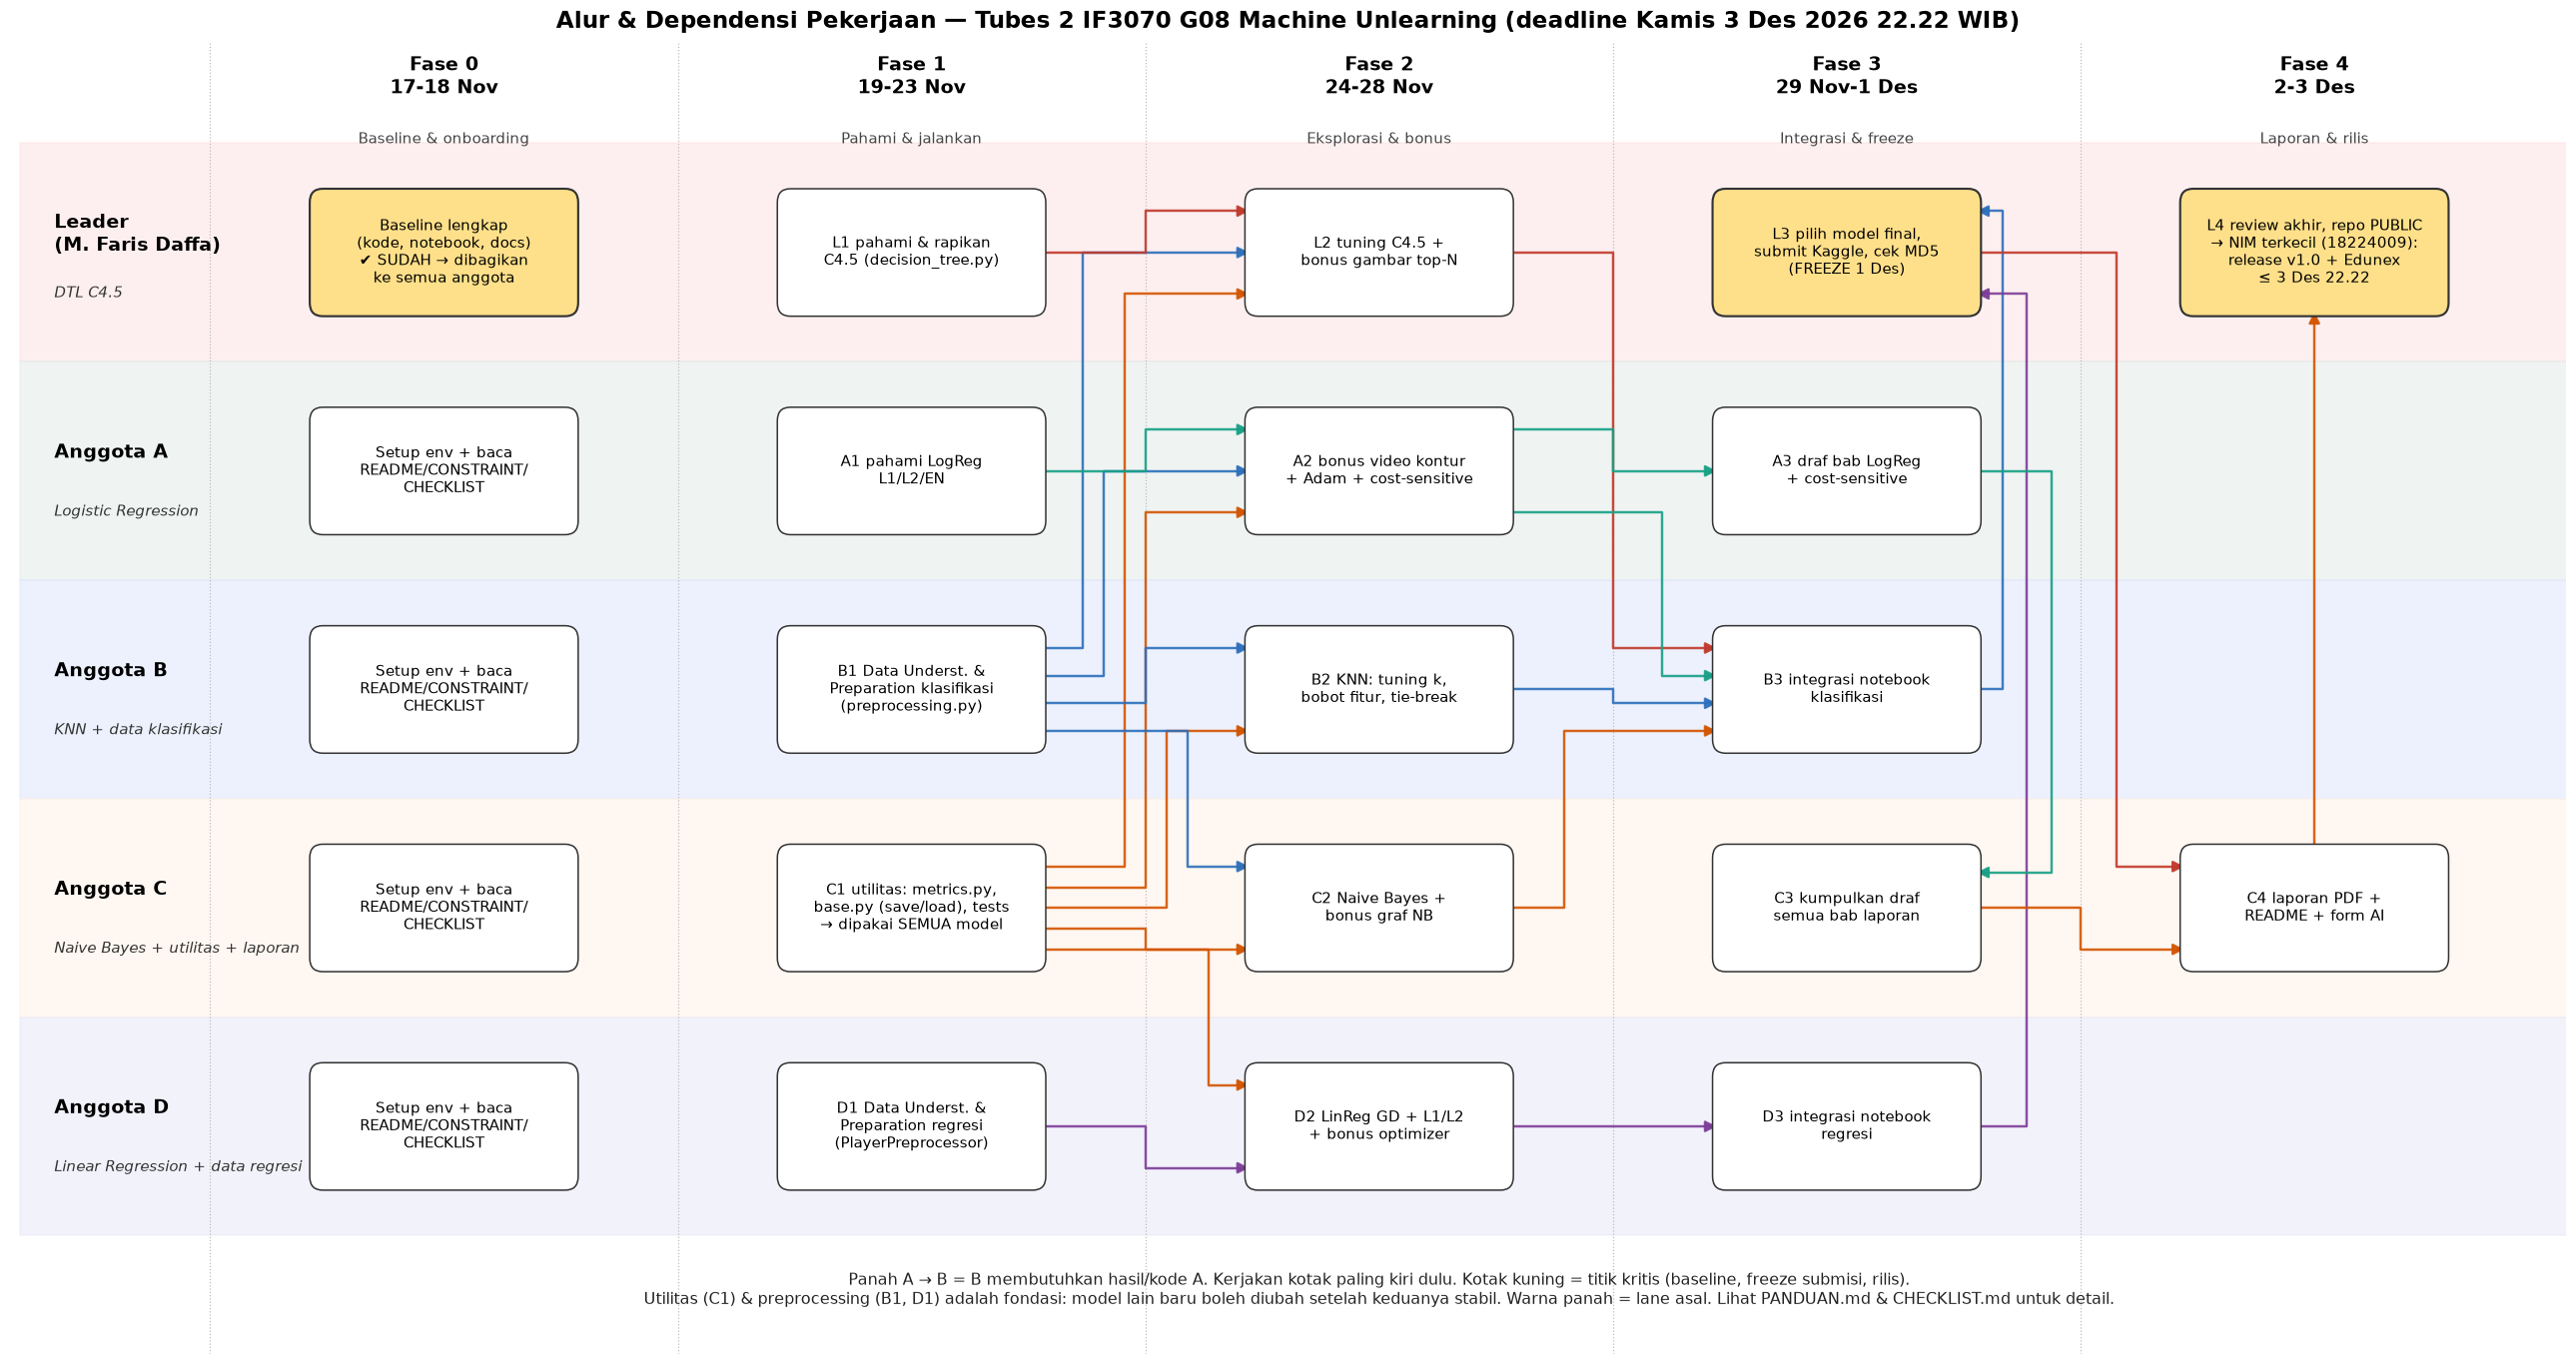 Alur & Dependensi Pekerjaan — Tubes 2 IF3070 G08 Machine Unlearning (deadline Kamis 3 Des 2026 22.22 WIB)
Fase 0
17-18 Nov
Baseline & onboarding
Fase 1
19-23 Nov
Pahami & jalankan
Fase 2
24-28 Nov
Eksplorasi & bonus
Fase 3
29 Nov-1 Des
Integrasi & freeze
Fase 4
2-3 Des
Laporan & rilis
Leader
(M. Faris Daffa)
DTL C4.5
Baseline lengkap
(kode, notebook, docs)
✔ SUDAH → dibagikan
ke semua anggota
L1 pahami & rapikan
C4.5 (decision_tree.py)
L2 tuning C4.5 +
bonus gambar top-N
L3 pilih model final,
submit Kaggle, cek MD5
(FREEZE 1 Des)
L4 review akhir, repo PUBLIC
→ NIM terkecil (18224009):
release v1.0 + Edunex
≤ 3 Des 22.22
Anggota A
Logistic Regression
Setup env + baca
README/CONSTRAINT/
CHECKLIST
A1 pahami LogReg
L1/L2/EN
A2 bonus video kontur
+ Adam + cost-sensitive
A3 draf bab LogReg
+ cost-sensitive
Anggota B
KNN + data klasifikasi
Setup env + baca
README/CONSTRAINT/
CHECKLIST
B1 Data Underst. &
Preparation klasifikasi
(preprocessing.py)
B2 KNN: tuning k,
bobot fitur, tie-break
B3 integrasi notebook
klasifikasi
Anggota C
Naive Bayes + utilitas + laporan
Setup env + baca
README/CONSTRAINT/
CHECKLIST
C1 utilitas: metrics.py,
base.py (save/load), tests
→ dipakai SEMUA model
C2 Naive Bayes +
bonus graf NB
C3 kumpulkan draf
semua bab laporan
C4 laporan PDF +
README + form AI
Anggota D
Linear Regression + data regresi
Setup env + baca
README/CONSTRAINT/
CHECKLIST
D1 Data Underst. &
Preparation regresi
(PlayerPreprocessor)
D2 LinReg GD + L1/L2
+ bonus optimizer
D3 integrasi notebook
regresi
Panah A → B = B membutuhkan hasil/kode A. Kerjakan kotak paling kiri dulu. Kotak kuning = titik kritis (baseline, freeze submisi, rilis).
Utilitas (C1) & preprocessing (B1, D1) adalah fondasi: model lain baru boleh diubah setelah keduanya stabil. Warna panah = lane asal. Lihat PANDUAN.md & CHECKLIST.md untuk detail.